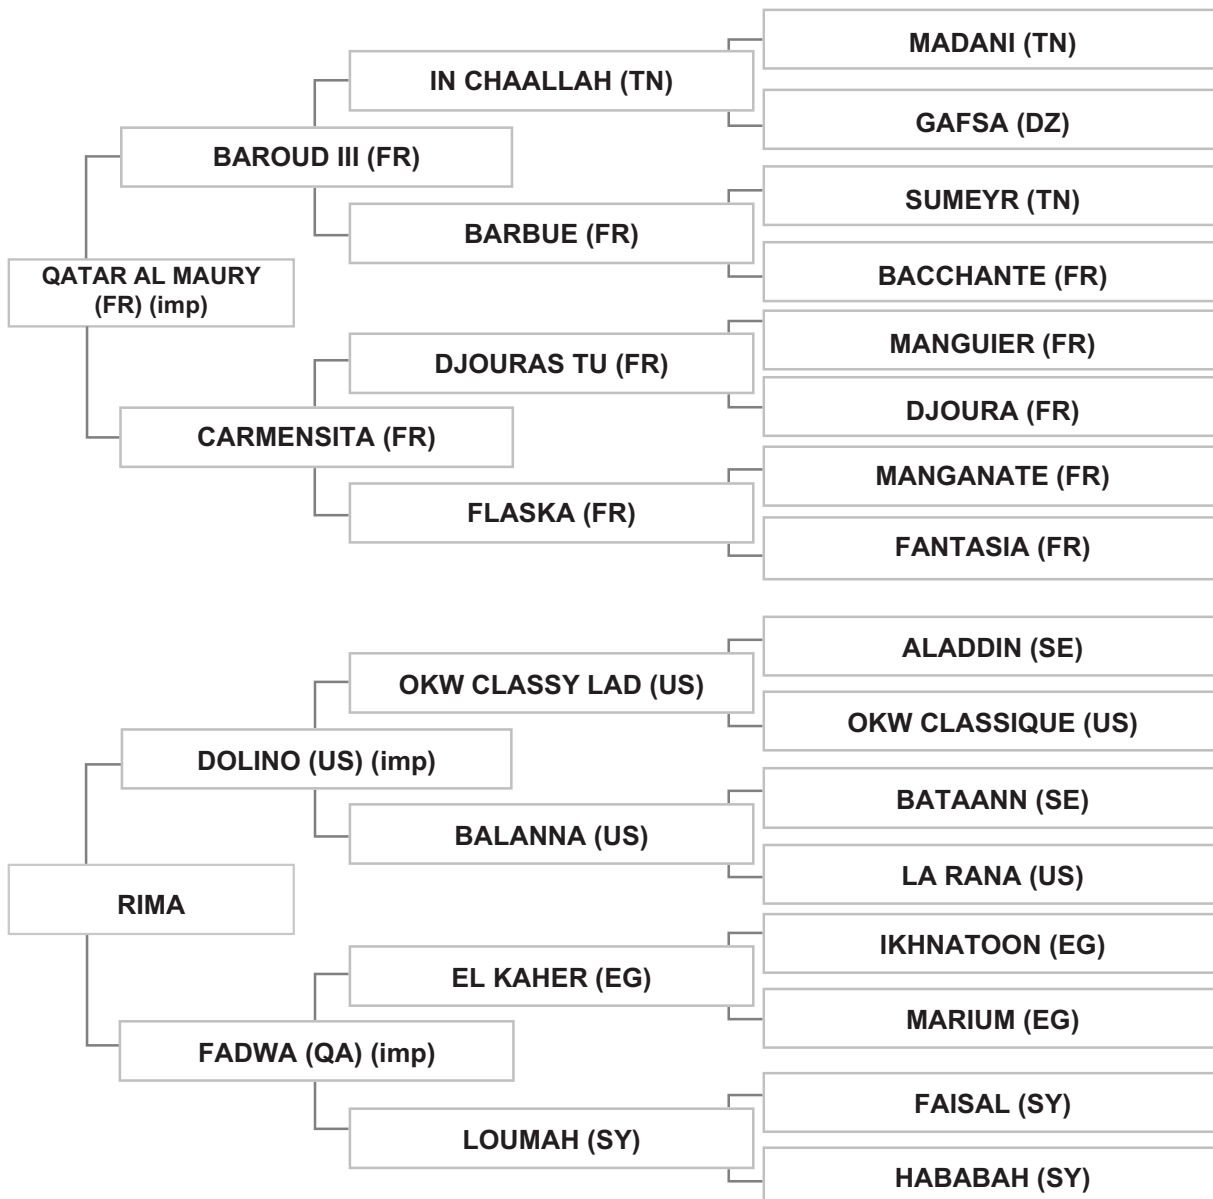 MADANI (TN)
IN CHAALLAH (TN)
GAFSA (DZ)
BAROUD III (FR)
SUMEYR (TN)
BARBUE (FR)
BACCHANTE (FR)
QATAR AL MAURY
(FR) (imp)
MANGUIER (FR)
DJOURAS TU (FR)
DJOURA (FR)
CARMENSITA (FR)
MANGANATE (FR)
FLASKA (FR)
FANTASIA (FR)
ALADDIN (SE)
OKW CLASSY LAD (US)
OKW CLASSIQUE (US)
DOLINO (US) (imp)
BATAANN (SE)
BALANNA (US)
LA RANA (US)
RIMA
IKHNATOON (EG)
EL KAHER (EG)
MARIUM (EG)
FADWA (QA) (imp)
FAISAL (SY)
LOUMAH (SY)
HABABAH (SY)